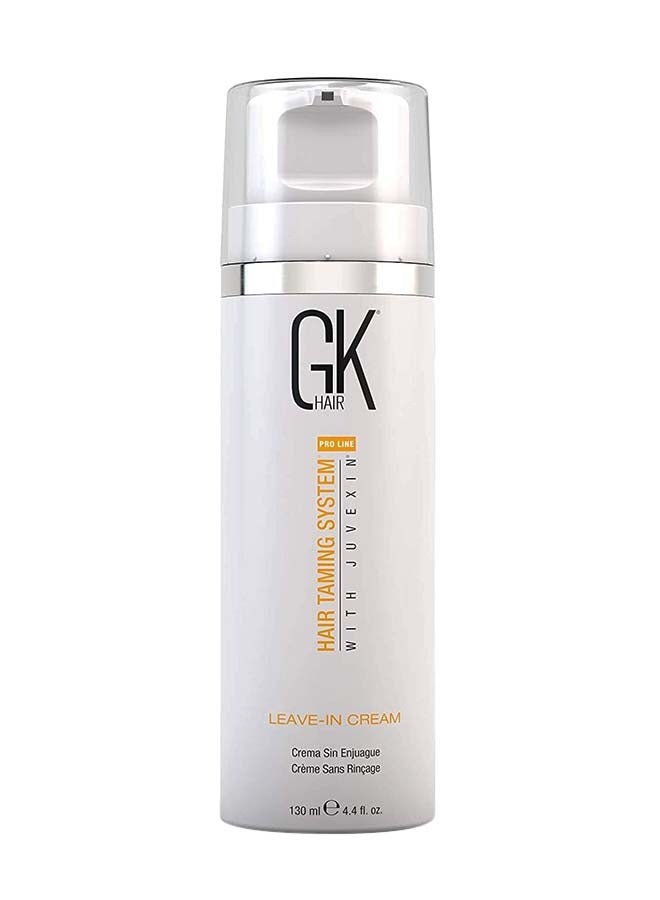 GK®
HAIR
PRO LINE
HAIR TAMING SYSTEM
WITH JUVEXIN®
LEAVE-IN CREAM
Crema Sin Enjuague
Crème Sans Rinçage
130 ml ℮ 4.4 fl. oz.